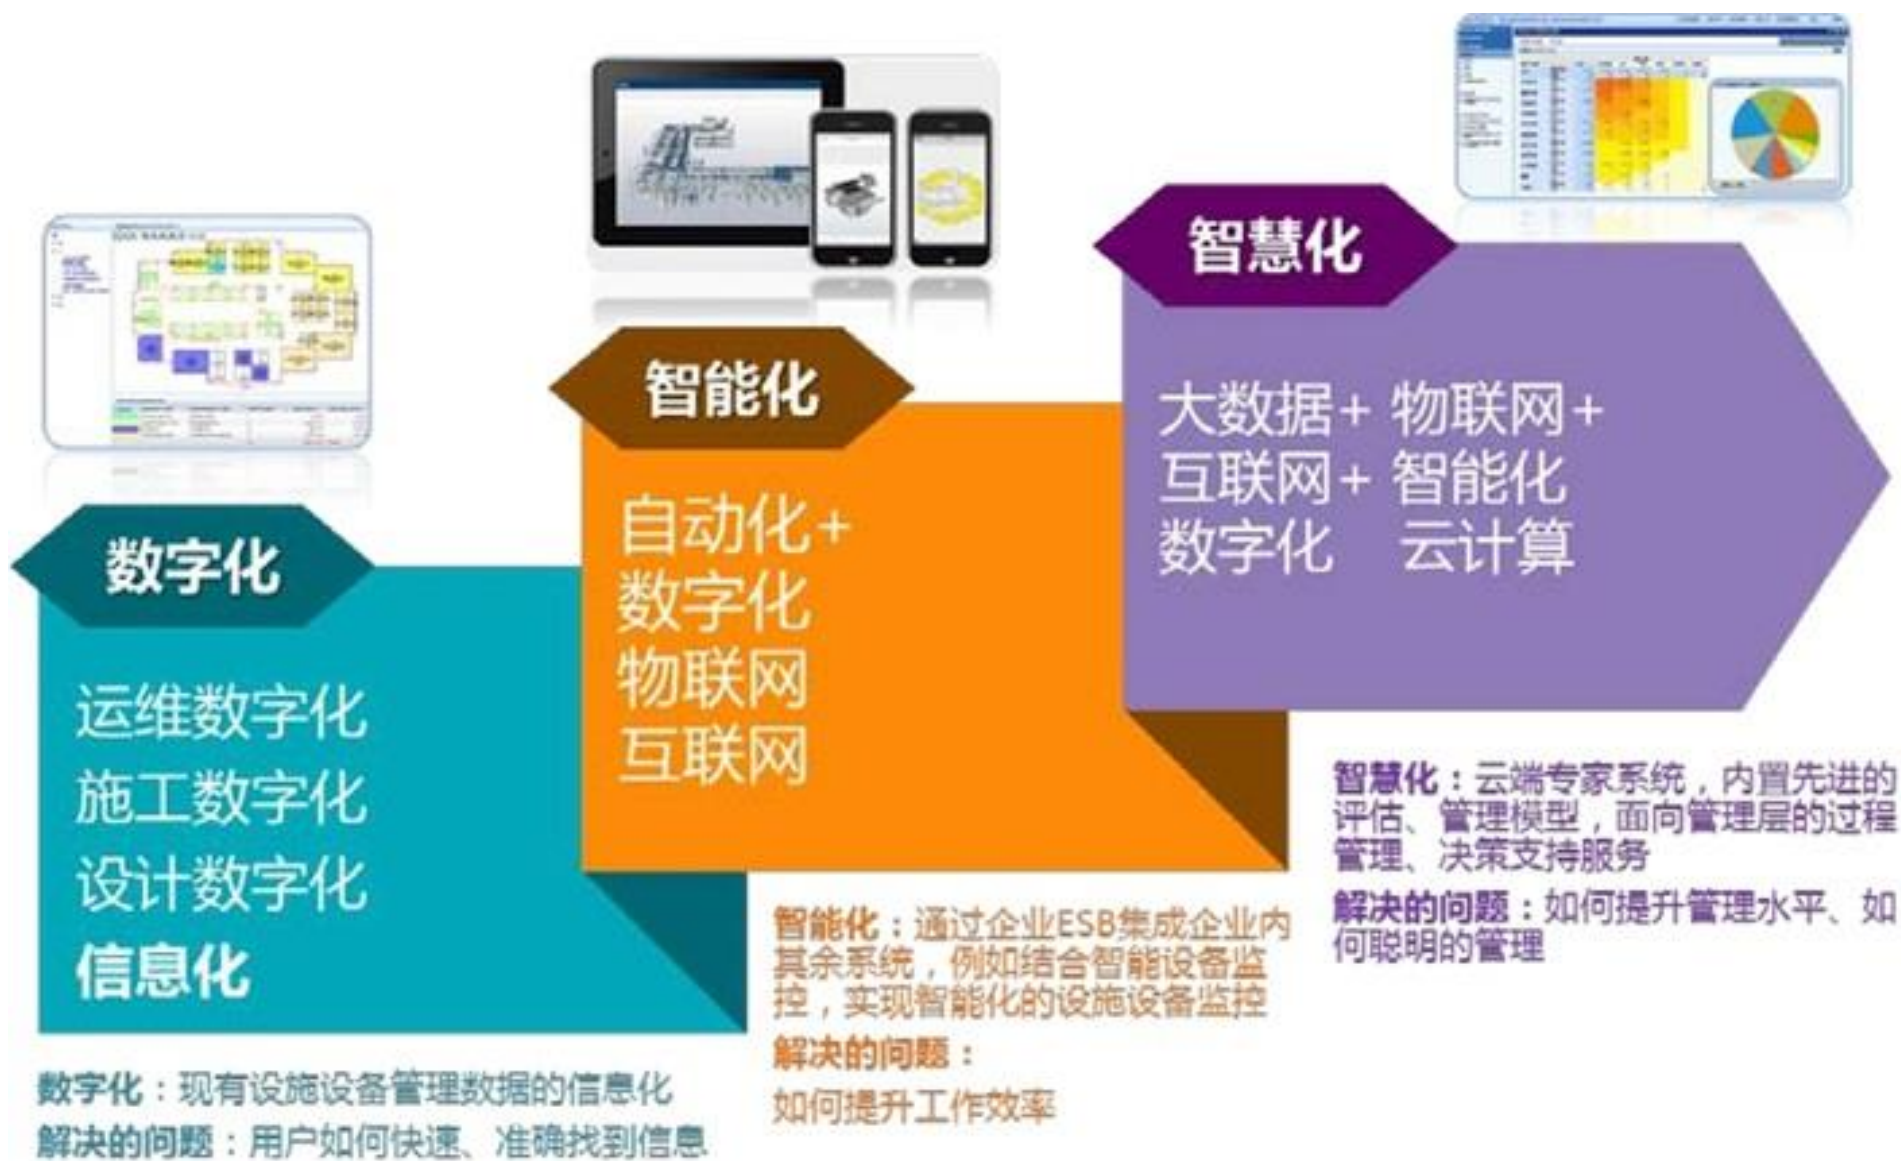 数字化
运维数字化
施工数字化
设计数字化
信息化
数字化：现有设施设备管理数据的信息化
解决的问题：用户如何快速、准确找到信息
智能化
自动化+
数字化
物联网
互联网
智能化：通过企业ESB集成企业内
其余系统，例如结合智能设备监
控，实现智能化的设施设备监控
解决的问题：
如何提升工作效率
智慧化
大数据+ 物联网+
互联网+ 智能化
数字化 云计算
智慧化：云端专家系统，内置先进的
评估、管理模型，面向管理层的过程
管理、决策支持服务
解决的问题：如何提升管理水平、如
何聪明的管理